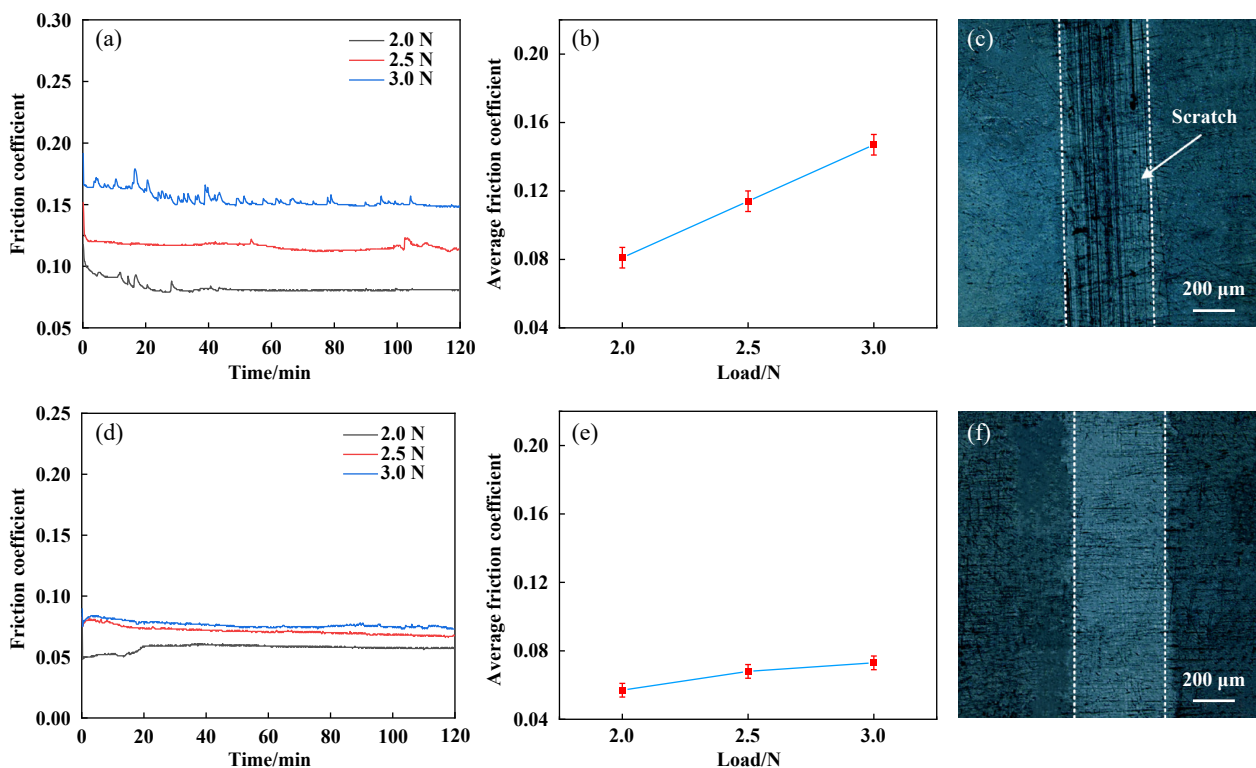 (a)
2.0 N
2.5 N
3.0 N
0.30
0.25
0.20
0.15
0.10
0.05
Friction coefficient
0 20 40 60 80 100 120
Time/min
(b)
0.20
0.16
0.12
0.08
0.04
Average friction coefficient
2.0 2.5 3.0
Load/N
(c)
Scratch
200 μm
(d)
2.0 N
2.5 N
3.0 N
0.25
0.20
0.15
0.10
0.05
0.00
Friction coefficient
0 20 40 60 80 100 120
Time/min
(e)
0.20
0.16
0.12
0.08
0.04
Average friction coefficient
2.0 2.5 3.0
Load/N
(f)
200 μm